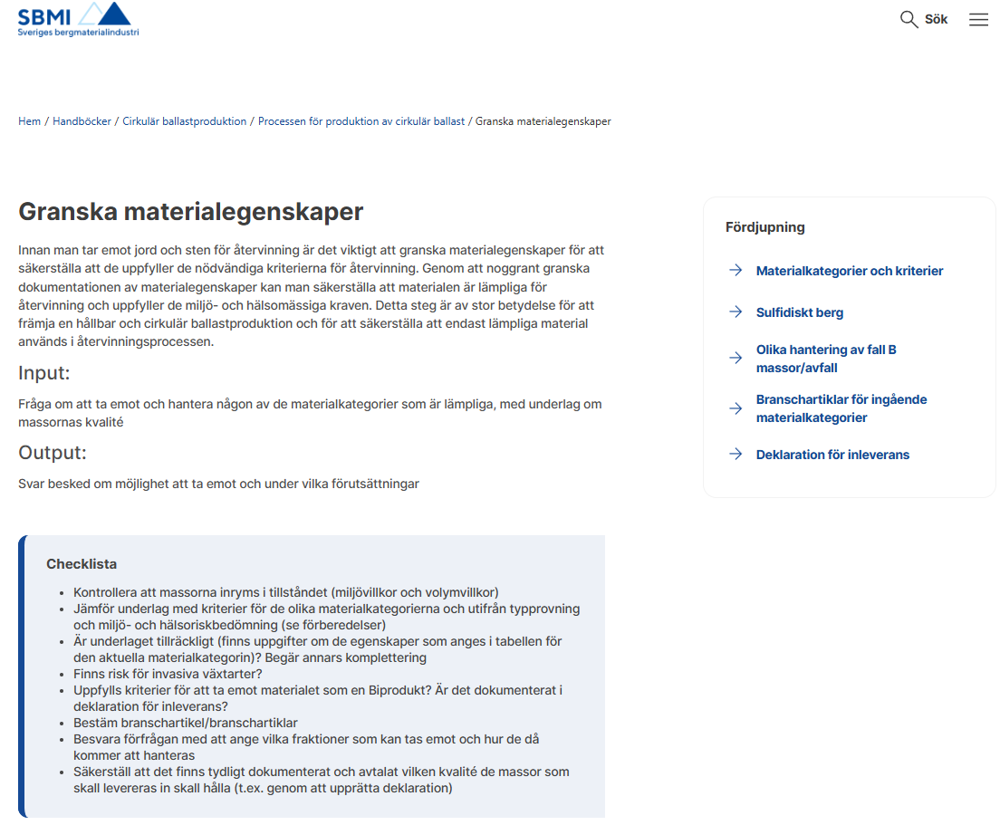 SBMI
Sveriges bergmaterialindustri
Sök
Hem / Handböcker / Cirkulär ballastproduktion / Processen för produktion av cirkulär ballast / Granska materialegenskaper
Granska materialegenskaper
Innan man tar emot jord och sten för återvinning är det viktigt att granska materialegenskaper för att
säkerställa att de uppfyller de nödvändiga kriterierna för återvinning. Genom att noggrant granska
dokumentationen av materialegenskaper kan man säkerställa att materialen är lämpliga för
återvinning och uppfyller de miljö- och hälsomässiga kraven. Detta steg är av stor betydelse för att
främja en hållbar och cirkulär ballastproduktion och för att säkerställa att endast lämpliga material
används i återvinningsprocessen.
Input:
Fråga om att ta emot och hantera någon av de materialkategorier som är lämpliga, med underlag om
massornas kvalité
Output:
Svar besked om möjlighet att ta emot och under vilka förutsättningar
Checklista
• Kontrollera att massorna inryms i tillståndet (miljövillkor och volymvillkor)
• Jämför underlag med kriterier för de olika materialkategorierna och utifrån typprovning
och miljö- och hälsoriskbedömning (se förberedelser)
• Är underlaget tillräckligt (finns uppgifter om de egenskaper som anges i tabellen för
den aktuella materialkategorin)? Begär annars komplettering
• Finns risk för invasiva växtarter?
• Uppfylls kriterier för att ta emot materialet som en Biprodukt? Är det dokumenterat i
deklaration för inleverans?
• Bestäm branschartikel/branschartiklar
• Besvara förfrågan med att ange vilka fraktioner som kan tas emot och hur de då
kommer att hanteras
• Säkerställ att det finns tydligt dokumenterat och avtalat vilken kvalité de massor som
skall levereras in skall hålla (t.ex. genom att upprätta deklaration)
Fördjupning
Materialkategorier och kriterier
Sulfidiskt berg
Olika hantering av fall B
massor/avfall
Branschartiklar för ingående
materialkategorier
Deklaration för inleverans